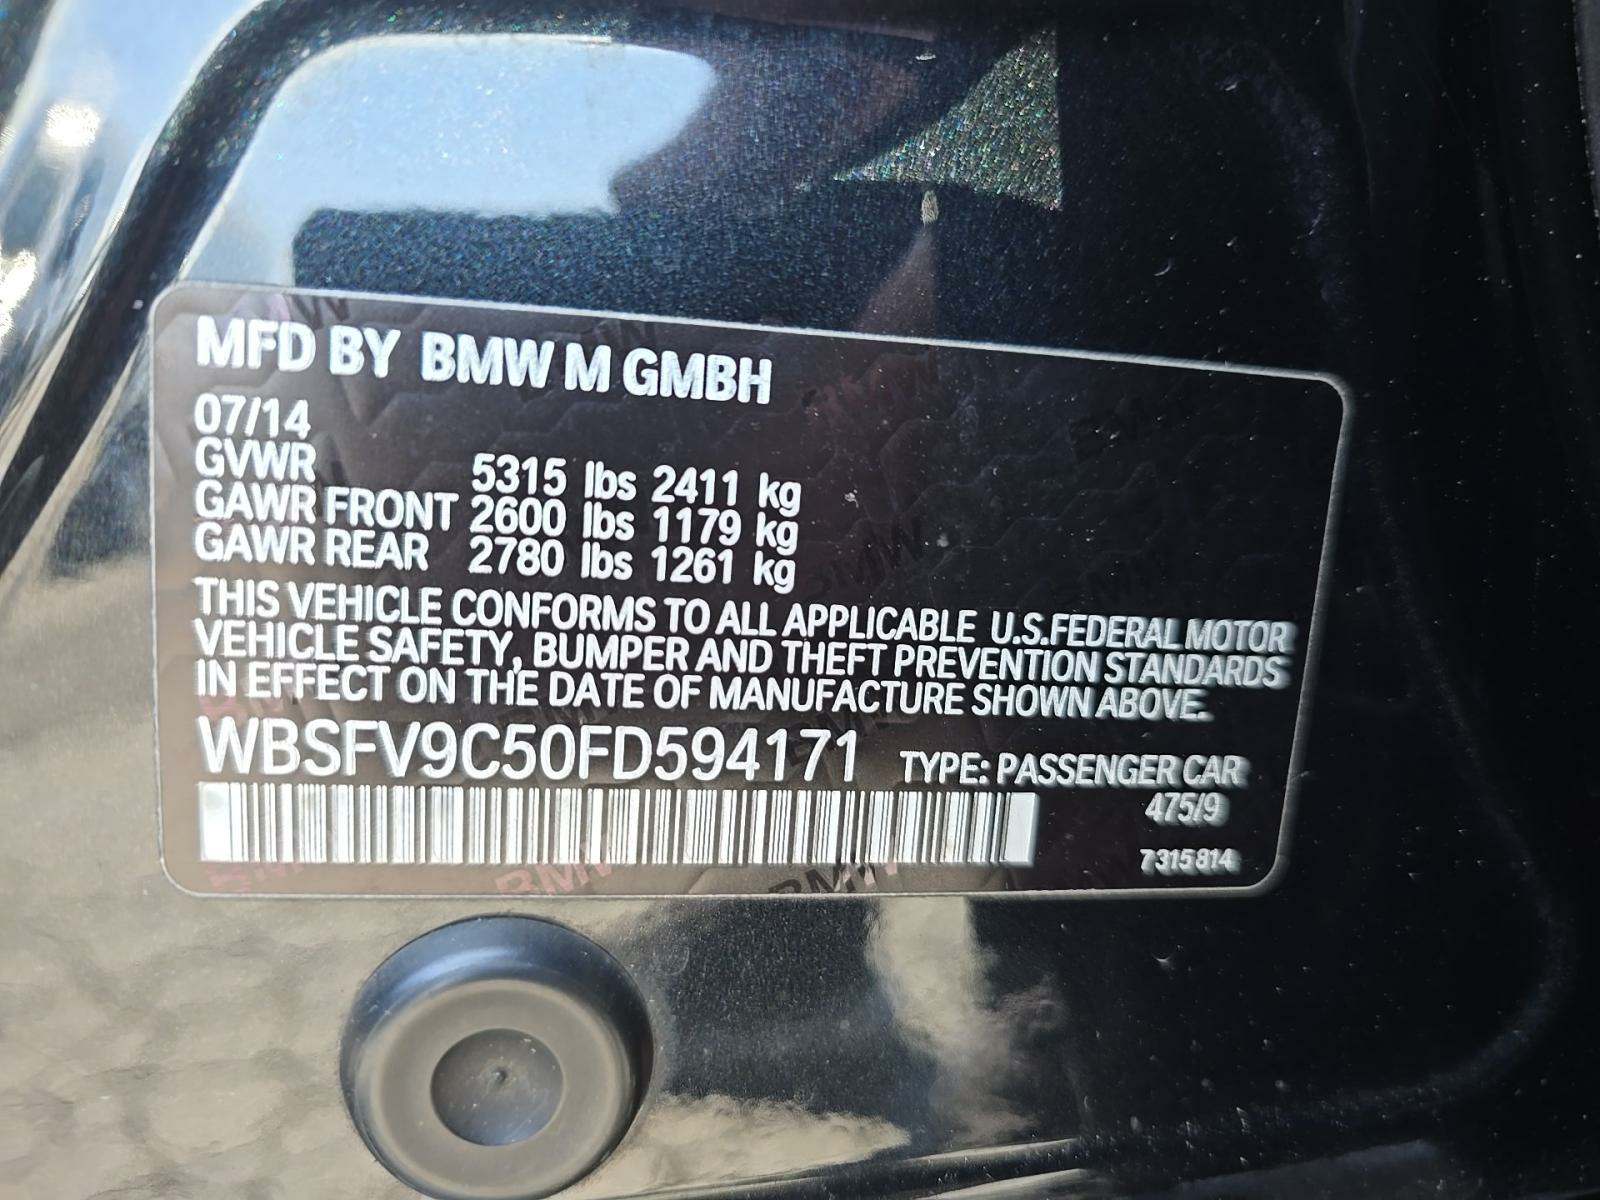 MFD BY BMW M GMBH
07/14
GVWR 5315 lbs 2411 kg
GAWR FRONT 2600 lbs 1179 kg
GAWR REAR 2780 lbs 1261 kg
THIS VEHICLE CONFORMS TO ALL APPLICABLE U.S.FEDERAL MOTOR
VEHICLE SAFETY, BUMPER AND THEFT PREVENTION STANDARDS
IN EFFECT ON THE DATE OF MANUFACTURE SHOWN ABOVE.
WBSFV9C50FD594171 TYPE: PASSENGER CAR
475/9
7315814